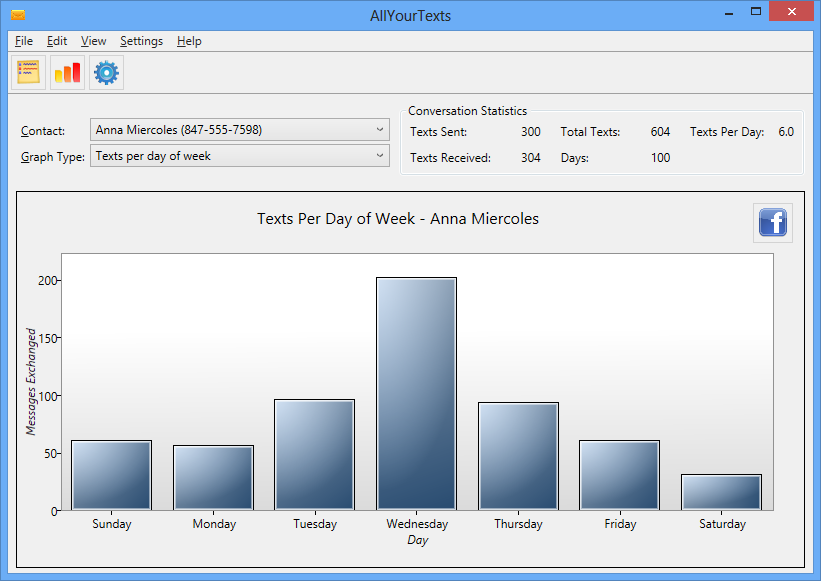 AllYourTexts
File Edit View Settings Help
Conversation Statistics
Contact: Anna Miercoles (847-555-7598)
Texts Sent: 300 Total Texts: 604 Texts Per Day: 6.0
Graph Type: Texts per day of week
Texts Received: 304 Days: 100
Texts Per Day of Week - Anna Miercoles
f
Messages Exchanged
200
150
100
50
0
Sunday Monday Tuesday Wednesday Thursday Friday Saturday
Day